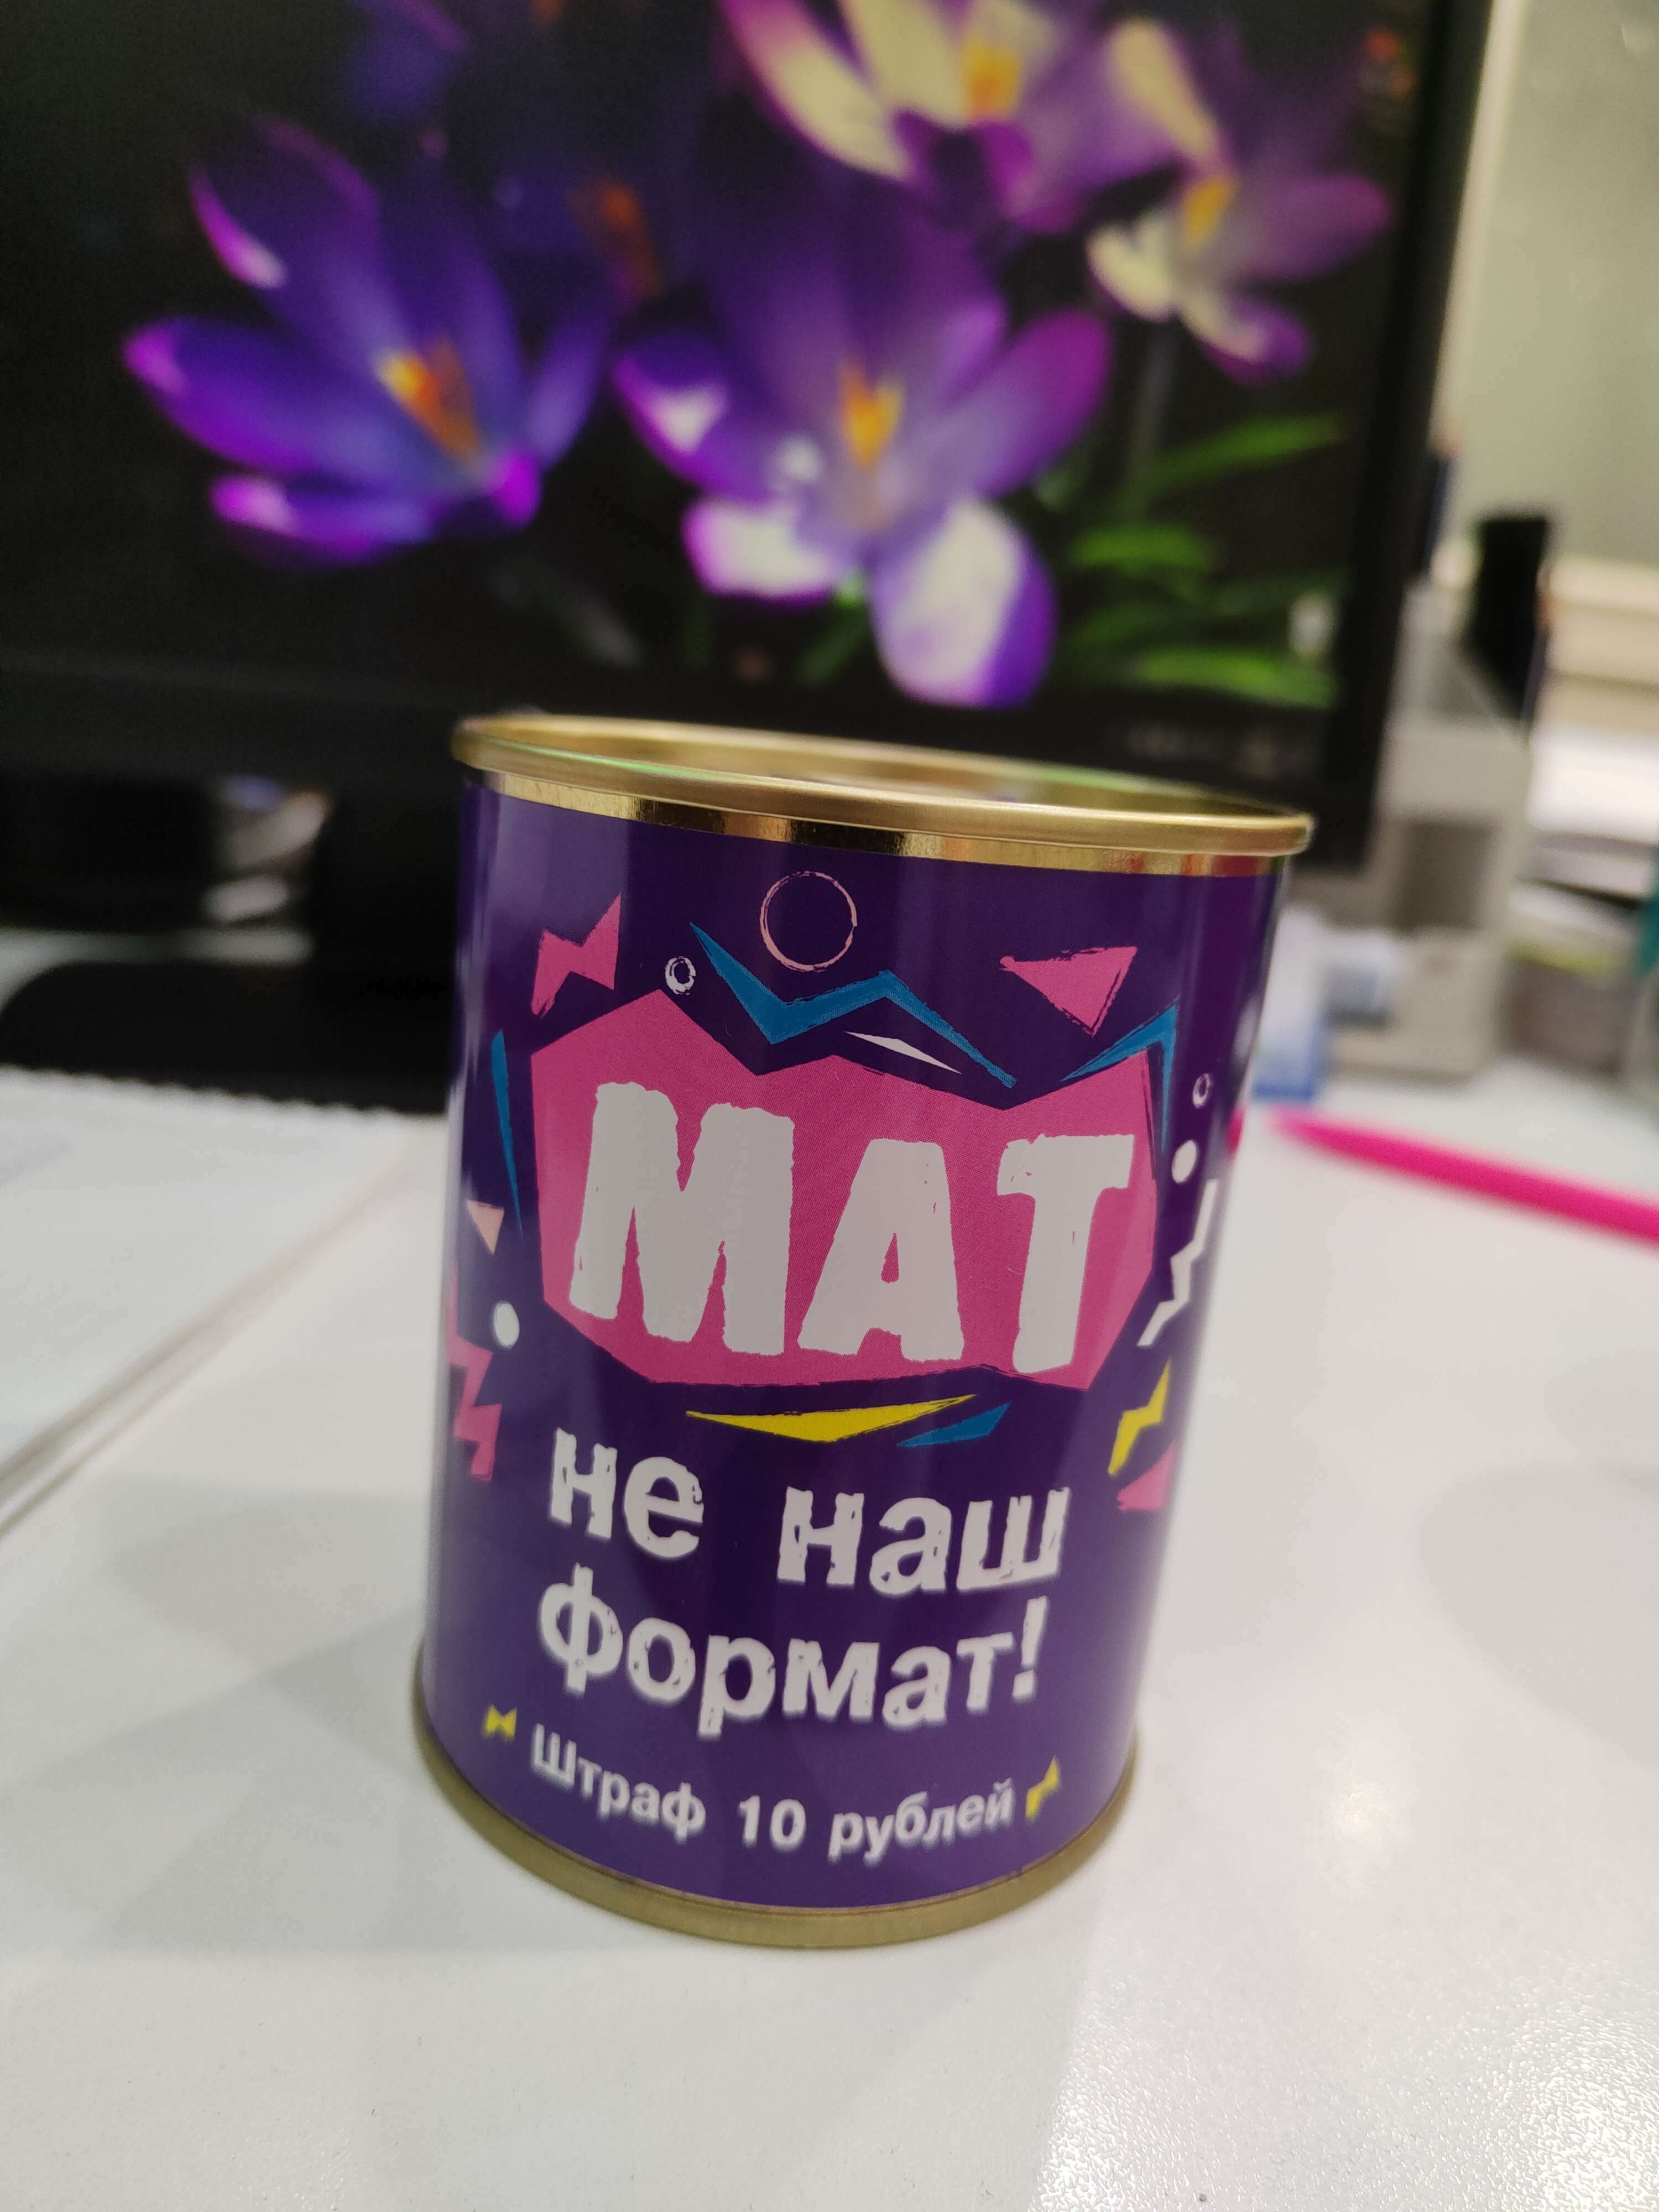 МАТ
не наш
формат!
Штраф 10 рублей